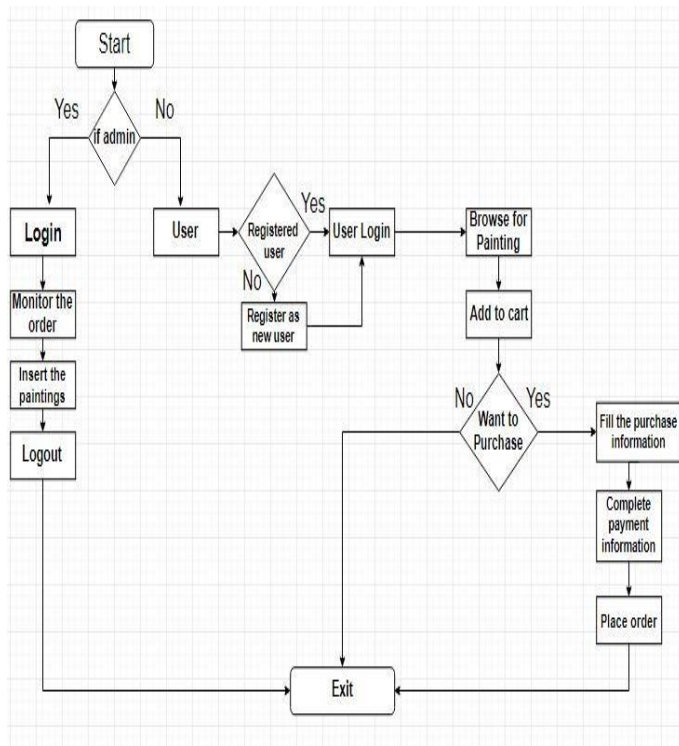 Start
Yes
No
if admin
Login
User
Registered
user
Yes
No
User Login
Register as
new user
Browse for
Painting
Add to cart
Want to
Purchase
No
Yes
Monitor the
order
Insert the
paintings
Logout
Fill the purchase
information
Complete
payment
information
Place order
Exit